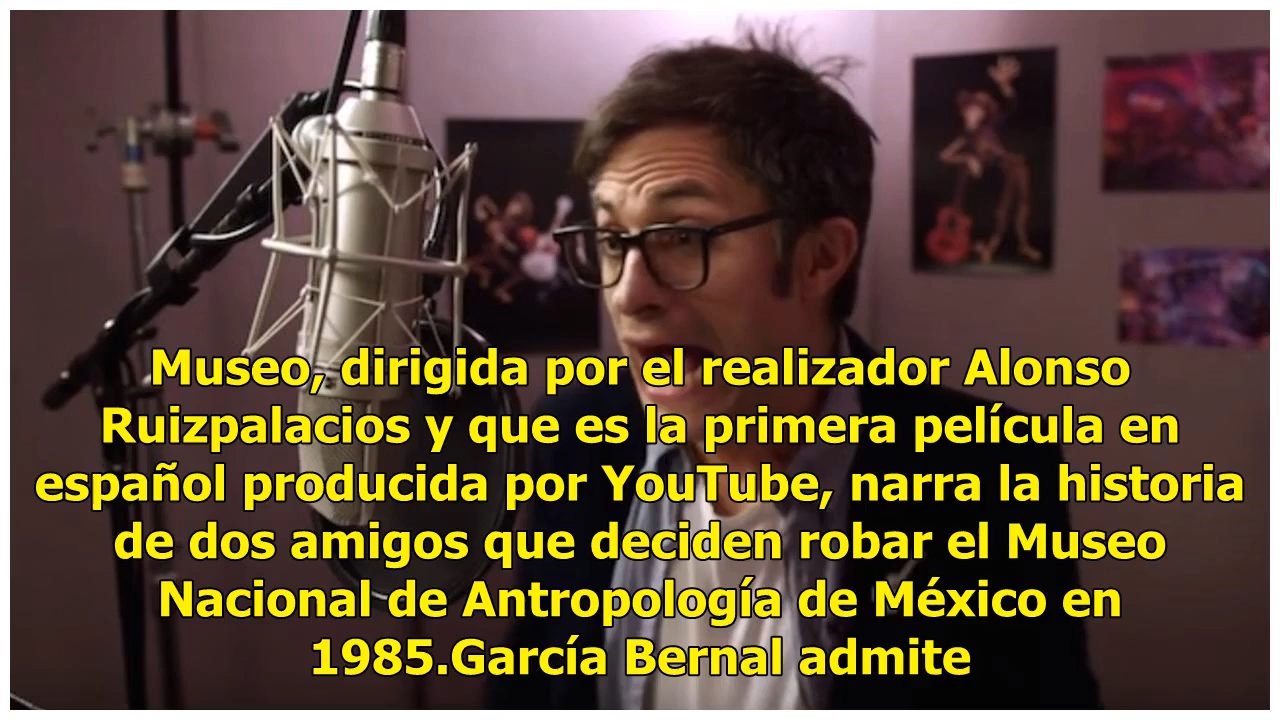 Museo, dirigida por el realizador Alonso
Ruizpalacios y que es la primera película en
español producida por YouTube, narra la historia
de dos amigos que deciden robar el Museo
Nacional de Antropología de México en
1985.García Bernal admite